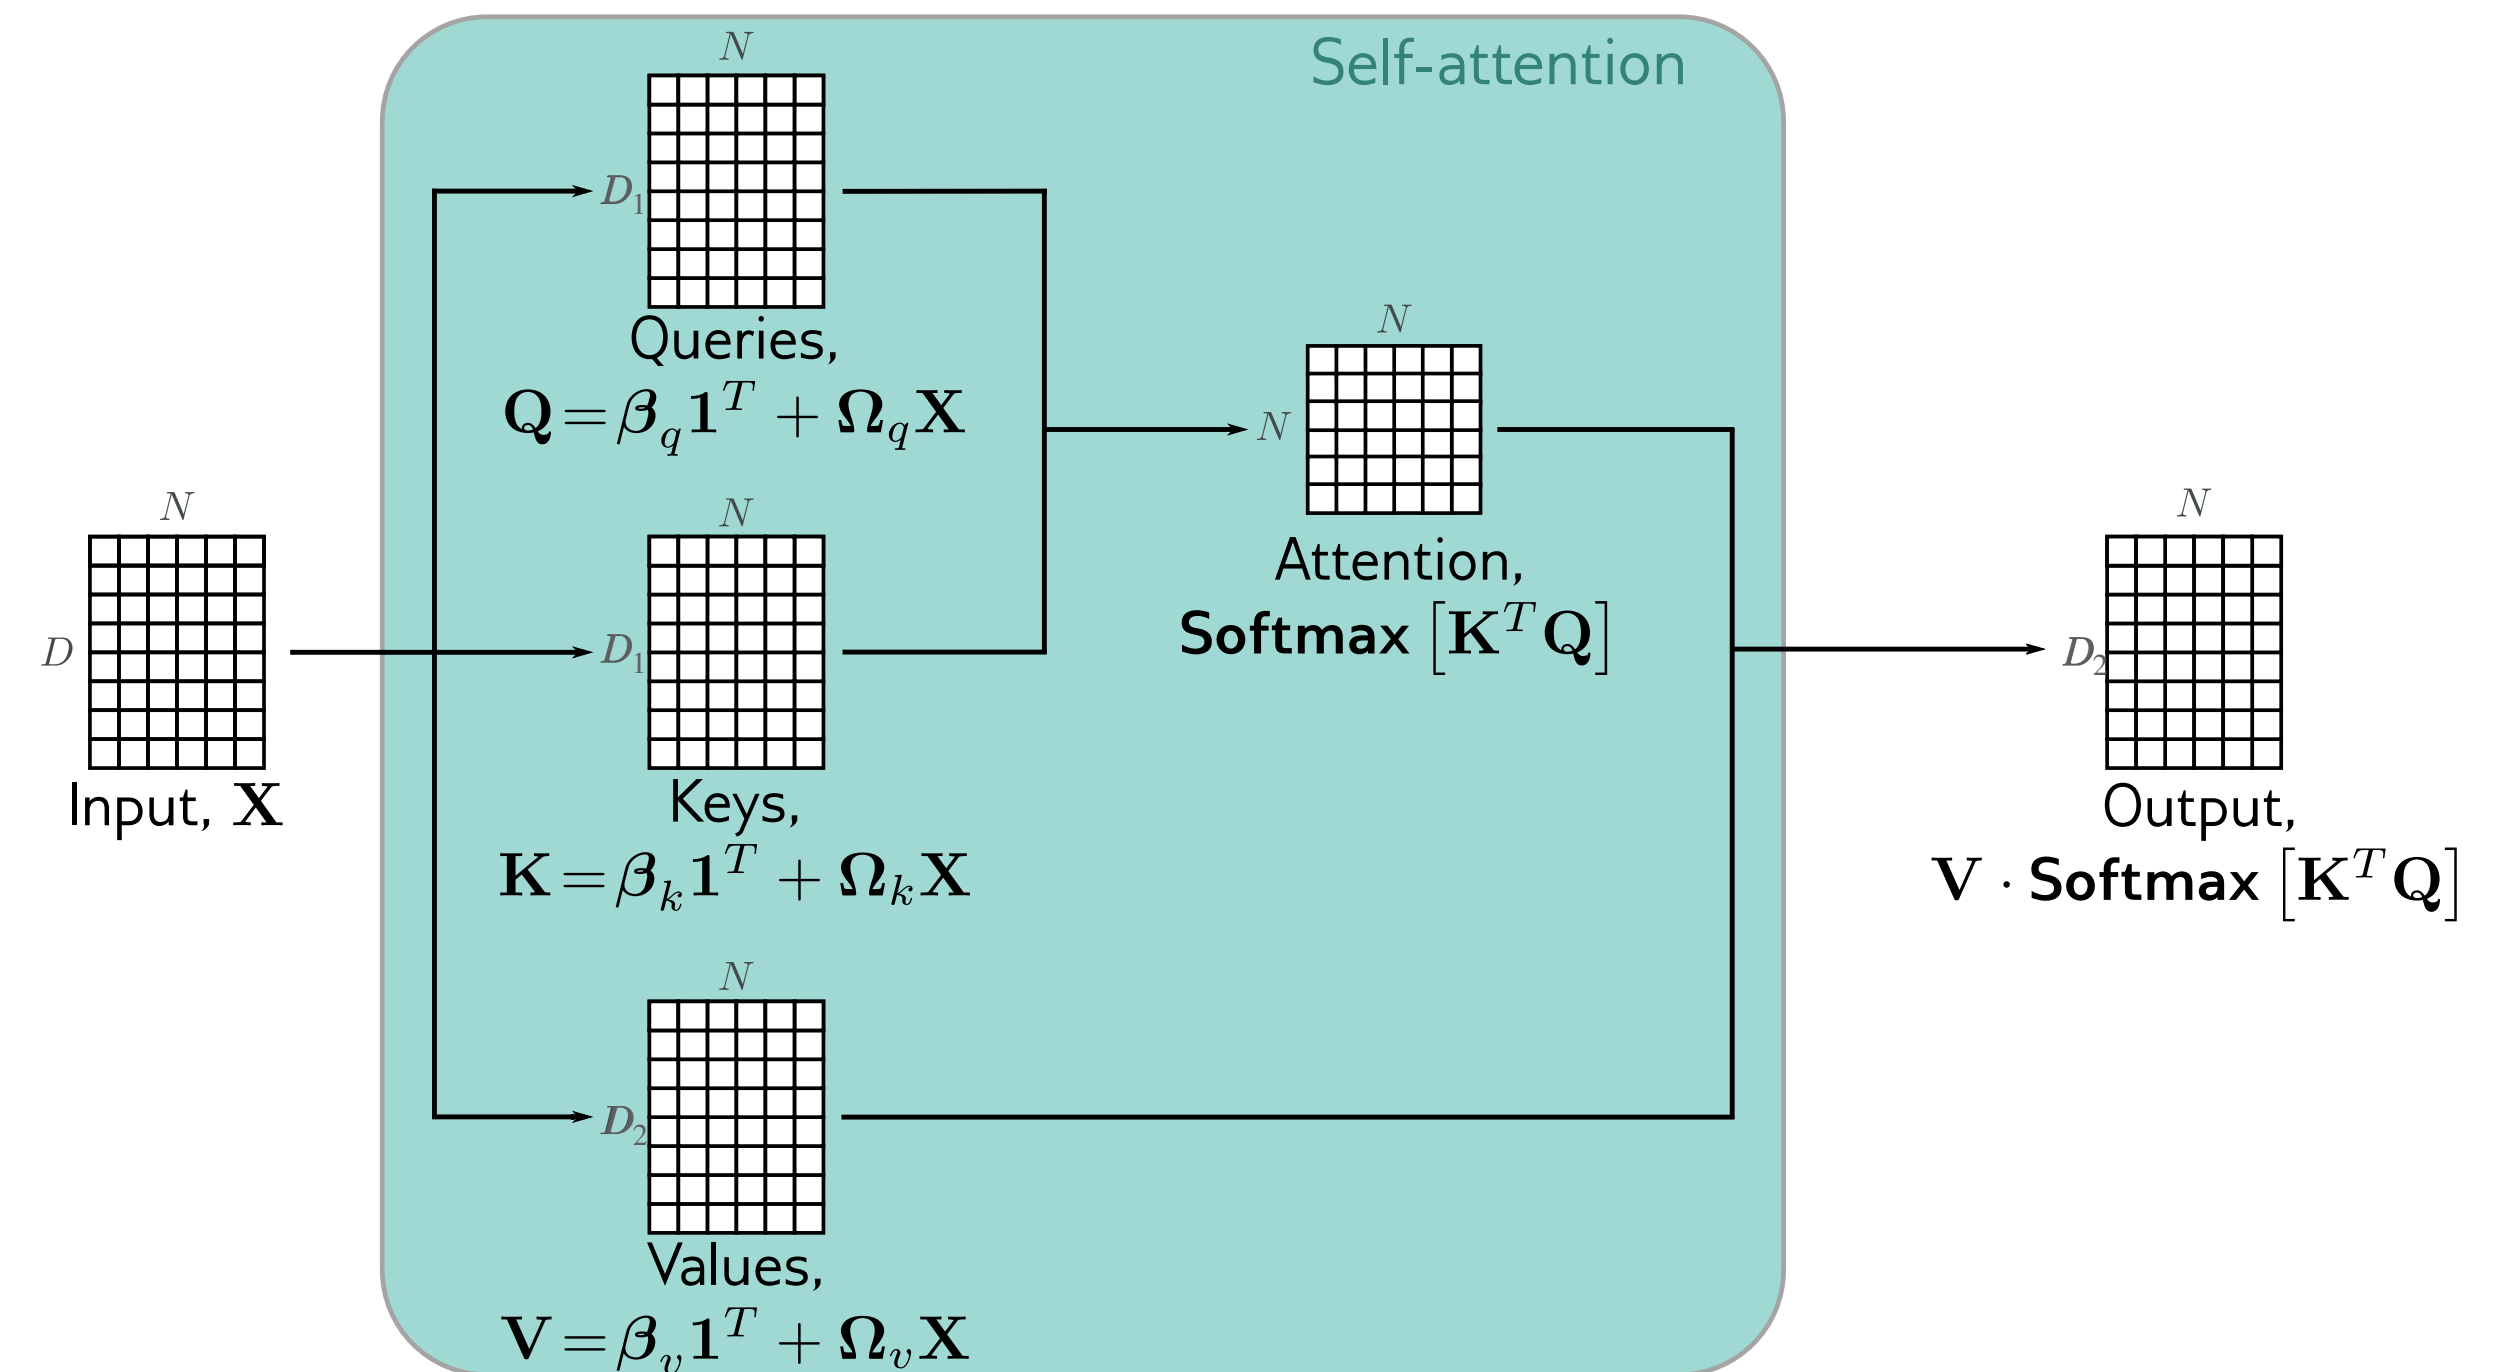 Self-attention
N
D₁
Queries,
Q = β_q 1^T + Ω_q X
N
D
Input, X
N
D₁
Keys,
K = β_k 1^T + Ω_k X
N
D₂
Values,
V = β_v 1^T + Ω_v X
N
N
Attention,
Softmax [K^T Q]
N
D₂
Output,
V · Softmax [K^T Q]